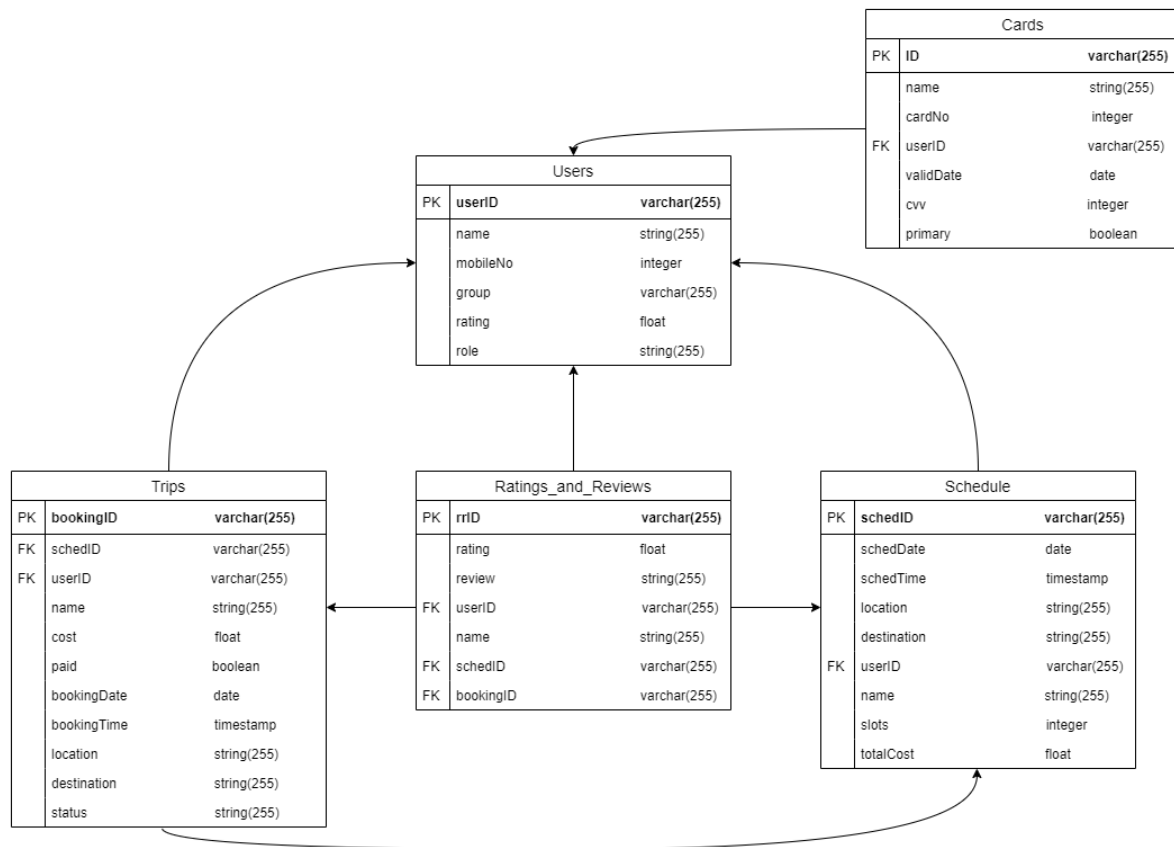 Cards
PK ID varchar(255)
name string(255)
cardNo integer
FK userID varchar(255)
validDate date
cvv integer
primary boolean
Users
PK userID varchar(255)
name string(255)
mobileNo integer
group varchar(255)
rating float
role string(255)
Trips
PK bookingID varchar(255)
FK schedID varchar(255)
FK userID varchar(255)
name string(255)
cost float
paid boolean
bookingDate date
bookingTime timestamp
location string(255)
destination string(255)
status string(255)
Ratings_and_Reviews
PK rrID varchar(255)
rating float
review string(255)
FK userID varchar(255)
name string(255)
FK schedID varchar(255)
FK bookingID varchar(255)
Schedule
PK schedID varchar(255)
schedDate date
schedTime timestamp
location string(255)
destination string(255)
FK userID varchar(255)
name string(255)
slots integer
totalCost float